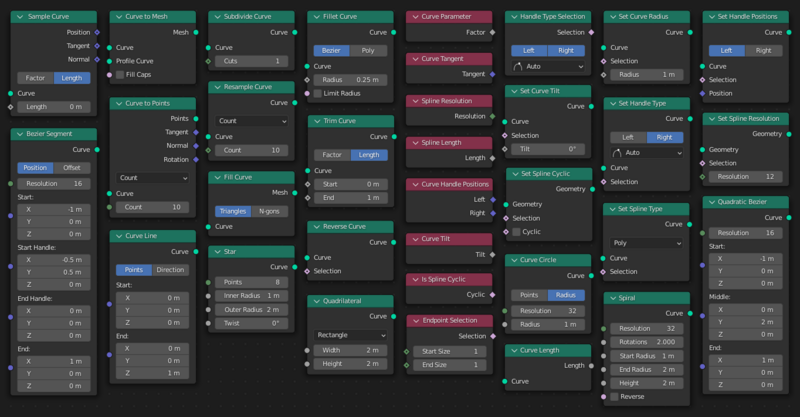 Sample Curve
Position
Tangent
Normal
Factor Length
Curve
Length 0 m
Bezier Segment
Curve
Position Offset
Resolution 16
Start:
X -1 m
Y 0 m
Z 0 m
Start Handle:
X -0.5 m
Y 0.5 m
Z 0 m
End Handle:
X 0 m
Y 0 m
Z 0 m
End:
X 1 m
Y 0 m
Z 0 m
Curve to Mesh
Mesh
Curve
Profile Curve
Fill Caps
Curve to Points
Points
Tangent
Normal
Rotation
Count
Curve
Count 10
Curve Line
Curve
Points Direction
Start:
X 0 m
Y 0 m
Z 0 m
End:
X 0 m
Y 0 m
Z 1 m
Subdivide Curve
Curve
Curve
Cuts 1
Resample Curve
Curve
Count
Curve
Count 10
Fill Curve
Mesh
Triangles N-gons
Curve
Star
Curve
Points 8
Inner Radius 1 m
Outer Radius 2 m
Twist 0°
Fillet Curve
Curve
Bezier Poly
Curve
Radius 0.25 m
Limit Radius
Trim Curve
Curve
Factor Length
Curve
Start 0 m
End 1 m
Reverse Curve
Curve
Curve
Selection
Quadrilateral
Curve
Rectangle
Width 2 m
Height 2 m
Curve Parameter
Factor
Curve Tangent
Tangent
Spline Resolution
Resolution
Spline Length
Length
Curve Handle Positions
Left
Right
Curve Tilt
Tilt
Is Spline Cyclic
Cyclic
Endpoint Selection
Selection
Start Size 1
End Size 1
Handle Type Selection
Selection
Left Right
Auto
Set Curve Tilt
Curve
Curve
Selection
Tilt 0°
Set Spline Cyclic
Geometry
Geometry
Selection
Cyclic
Curve Circle
Curve
Points Radius
Resolution 32
Radius 1 m
Curve Length
Length
Curve
Set Curve Radius
Curve
Curve
Selection
Radius 1 m
Set Handle Type
Curve
Left Right
Auto
Curve
Selection
Set Spline Type
Curve
Poly
Curve
Selection
Spiral
Curve
Resolution 32
Rotations 2.000
Start Radius 1 m
End Radius 2 m
Height 2 m
Reverse
Set Handle Positions
Curve
Left Right
Curve
Selection
Position
Set Spline Resolution
Geometry
Geometry
Selection
Resolution 12
Quadratic Bezier
Curve
Resolution 16
Start:
X -1 m
Y 0 m
Z 0 m
Middle:
X 0 m
Y 2 m
Z 0 m
End:
X 1 m
Y 0 m
Z 0 m